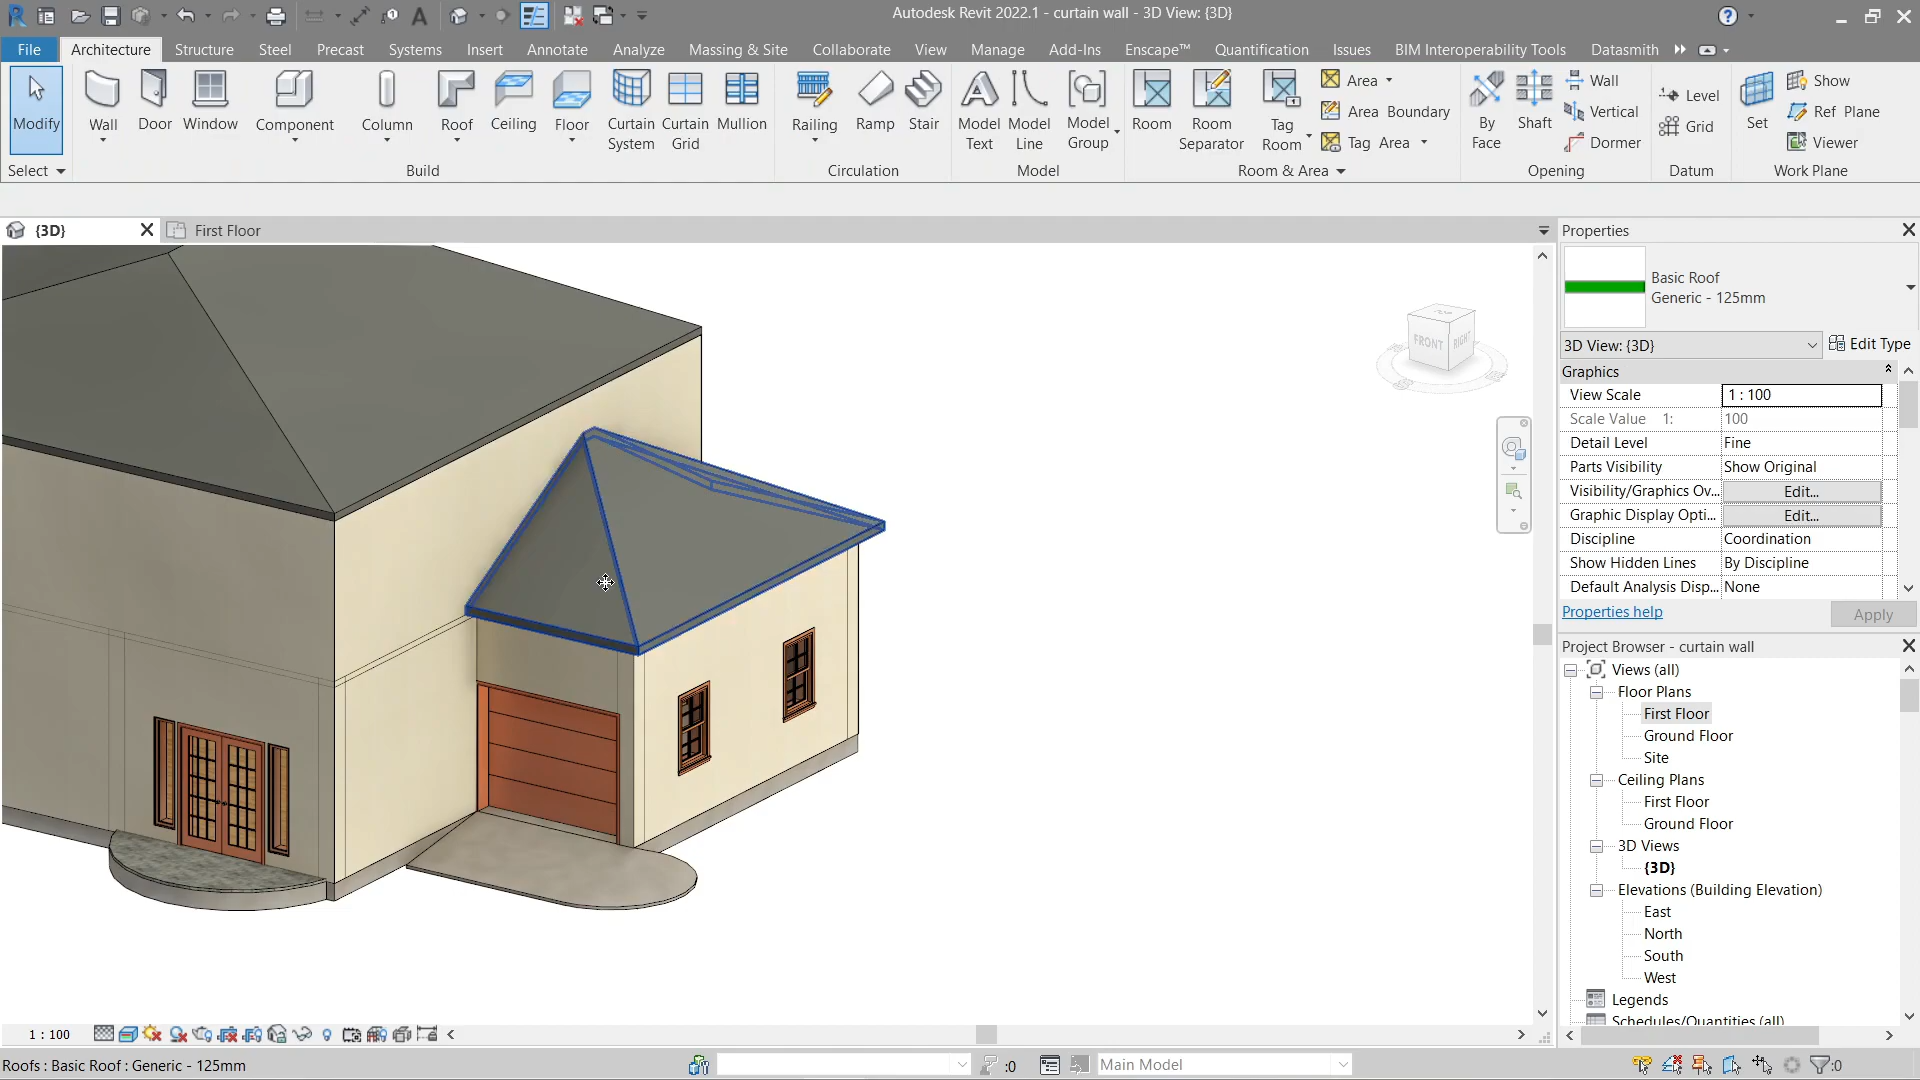 Autodesk Revit 2022.1 - curtain wall - 3D View: {3D}
File Architecture Structure Steel Precast Systems Insert Annotate Analyze Massing & Site Collaborate View Manage Add-Ins Enscape™ Quantification Issues BIM Interoperability Tools Datasmith
Modify Wall Door Window Component Column Roof Ceiling Floor Curtain System Curtain Grid Mullion Railing Ramp Stair Model Text Model Line Model Group Room Room Separator Tag Room By Face Shaft Set
Area Wall Level Show
Area Boundary Vertical Grid Ref Plane
Tag Area Dormer Viewer
Select Build Circulation Model Room & Area Opening Datum Work Plane
{3D} First Floor
TOP
FRONT RIGHT
Properties
Basic Roof
Generic - 125mm
3D View: {3D} Edit Type
Graphics
View Scale 1 : 100
Scale Value 1: 100
Detail Level Fine
Parts Visibility Show Original
Visibility/Graphics Ov... Edit...
Graphic Display Opti... Edit...
Discipline Coordination
Show Hidden Lines By Discipline
Default Analysis Disp... None
Properties help Apply
Project Browser - curtain wall
Views (all)
Floor Plans
First Floor
Ground Floor
Site
Ceiling Plans
First Floor
Ground Floor
3D Views
{3D}
Elevations (Building Elevation)
East
North
South
West
Legends
Schedules/Quantities (all)
1 : 100
Roofs : Basic Roof : Generic - 125mm :0 Main Model :0